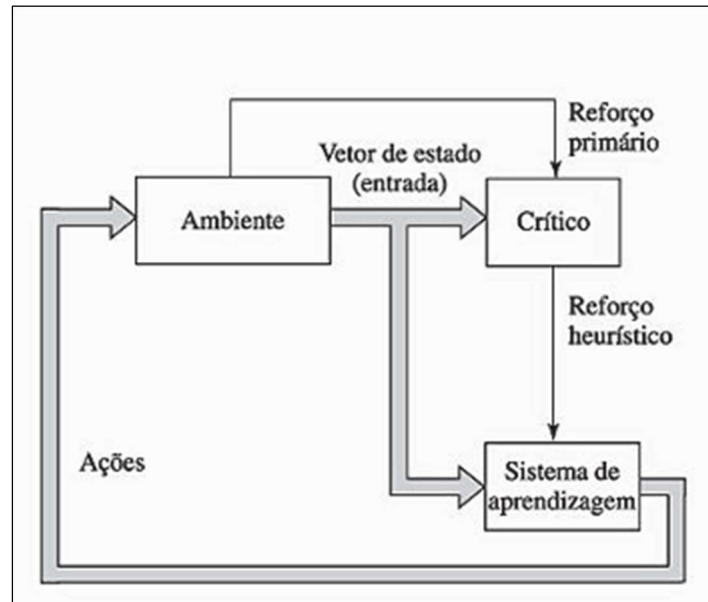 Reforço
primário
Vetor de estado
(entrada)
Ambiente
Crítico
Reforço
heurístico
Ações
Sistema de
aprendizagem